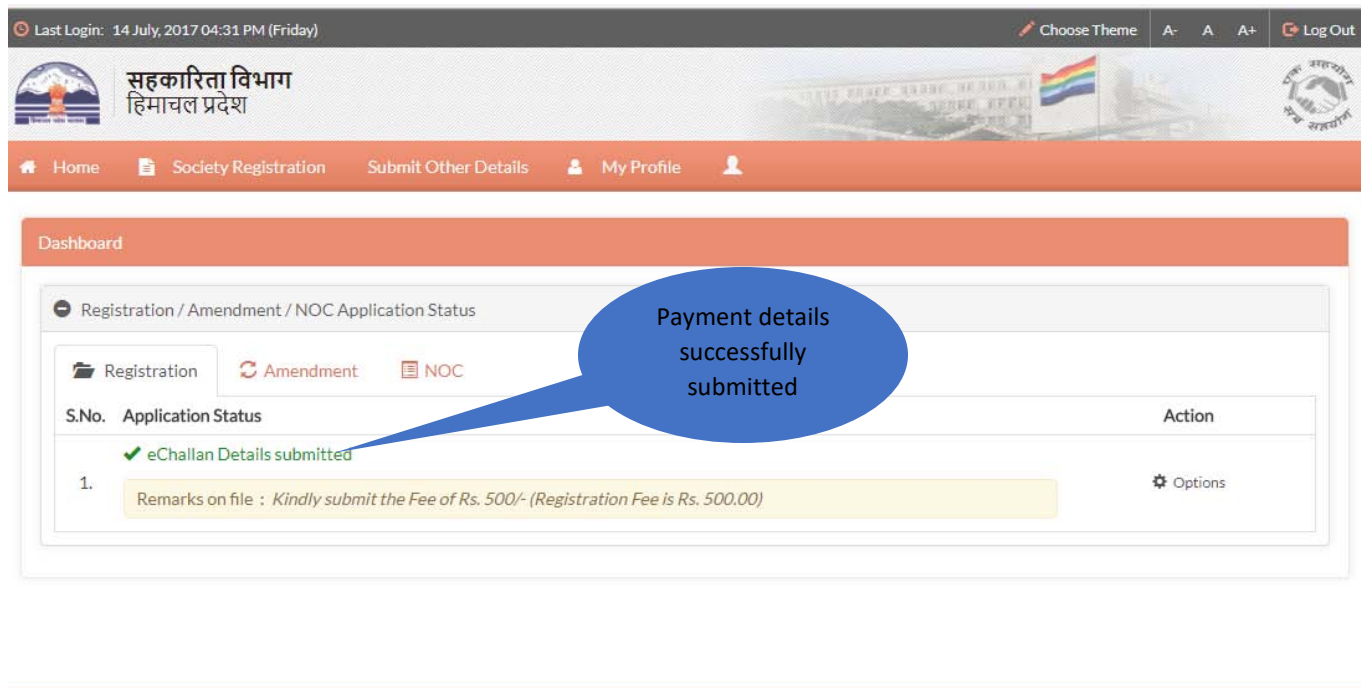 Last Login: 14 July, 2017 04:31 PM (Friday) Choose Theme A- A A+ Log Out
सहकारिता विभाग
हिमाचल प्रदेश
Home Society Registration Submit Other Details My Profile
Dashboard
Registration / Amendment / NOC Application Status
Payment details
successfully
submitted
Registration Amendment NOC
S.No. Application Status Action
eChallan Details submitted
1. Options
Remarks on file : Kindly submit the Fee of Rs. 500/- (Registration Fee is Rs. 500.00)